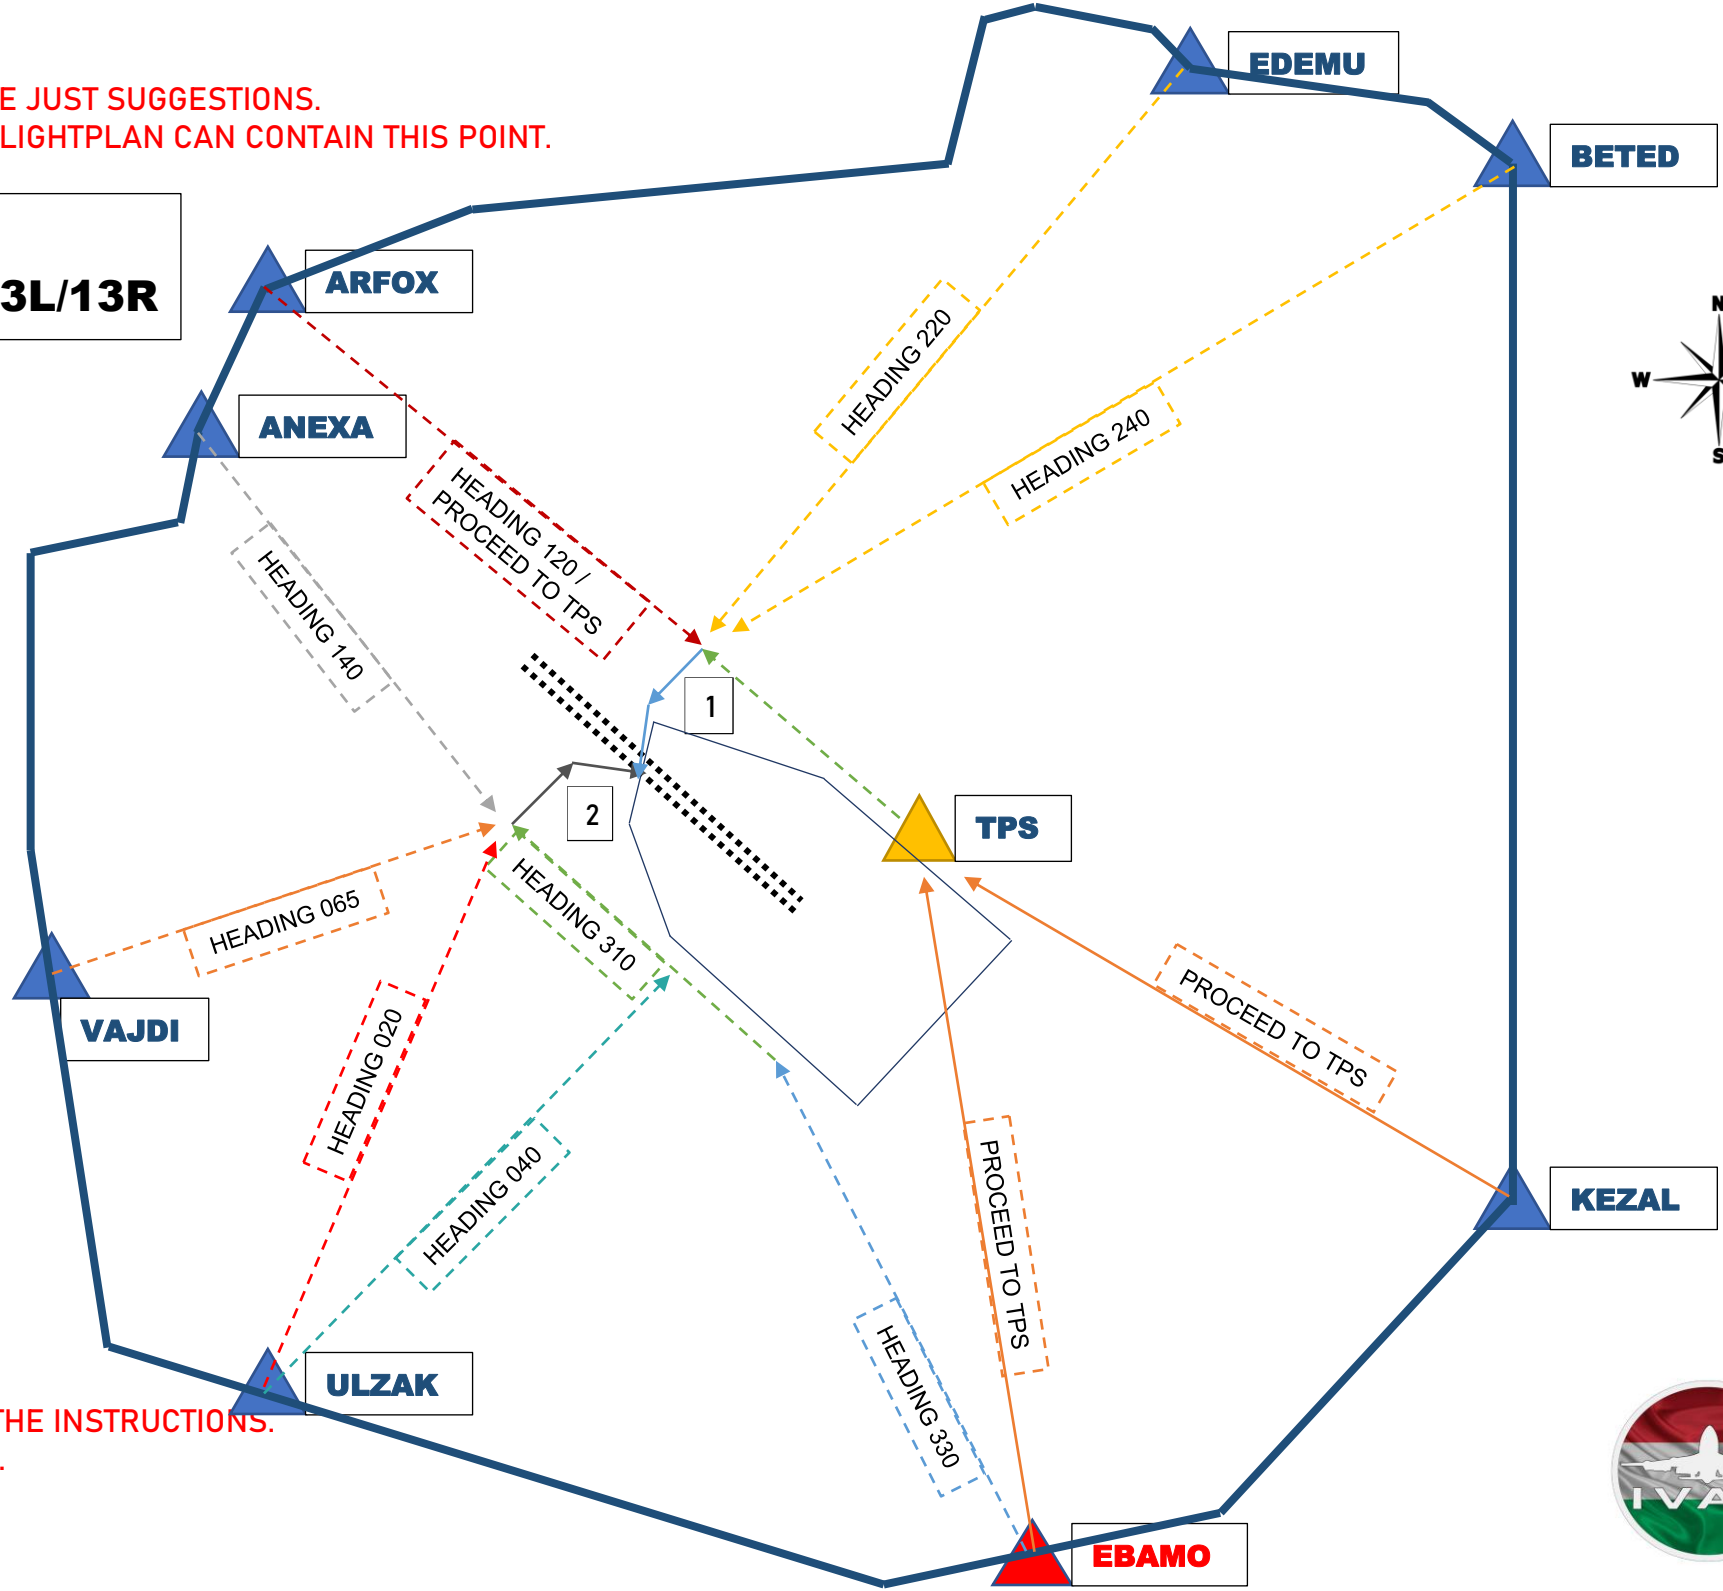 EDEMU
E JUST SUGGESTIONS.
LIGHTPLAN CAN CONTAIN THIS POINT.
BETED
3L/13R
ARFOX
N
W
S
HEADING 220
ANEXA
HEADING 240
HEADING 120 /
PROCEED TO TPS
HEADING 140
1
2
TPS
HEADING 065
HEADING 310
VAJDI
HEADING 020
PROCEED TO TPS
HEADING 040
PROCEED TO TPS
KEZAL
ULZAK
HEADING 330
THE INSTRUCTIONS.
.
IVA
EBAMO